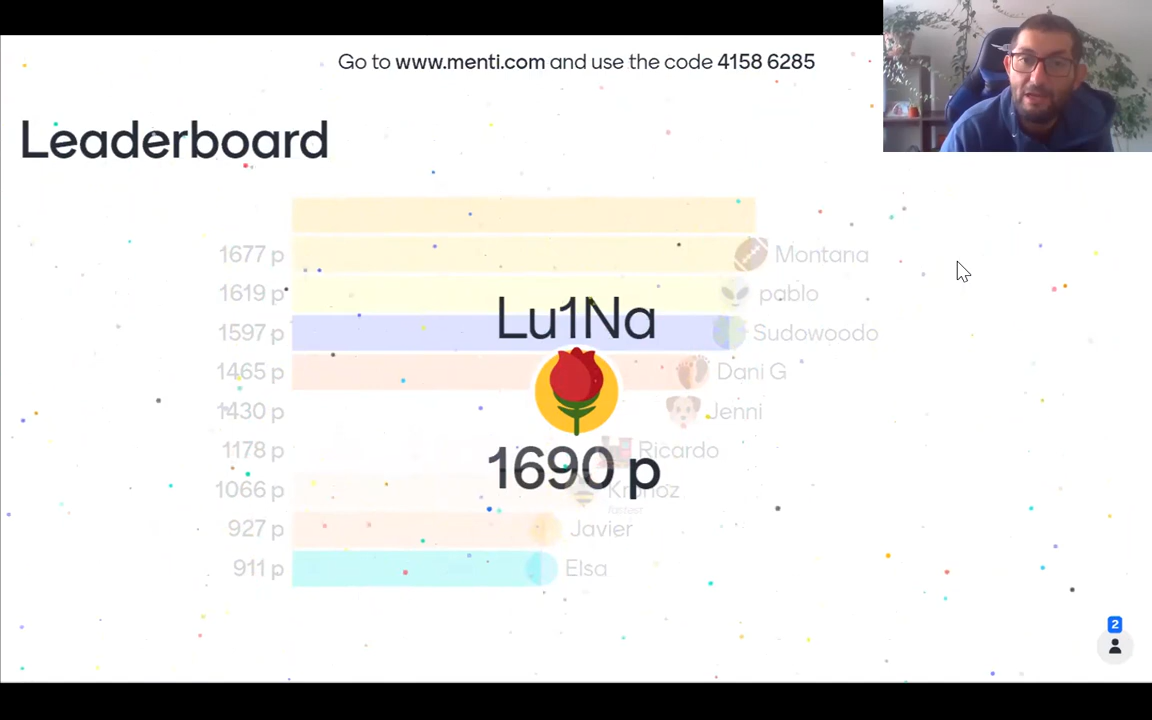 Go to www.menti.com and use the code 4158 6285
Leaderboard
1677 p Montana
1619 p pablo
Lu1Na
1597 p Sudowoodo
1465 p Dani G
1430 p Jenni
1178 p Ricardo
1690 p
1066 p Kronoz
927 p Javier
911 p Elsa
2